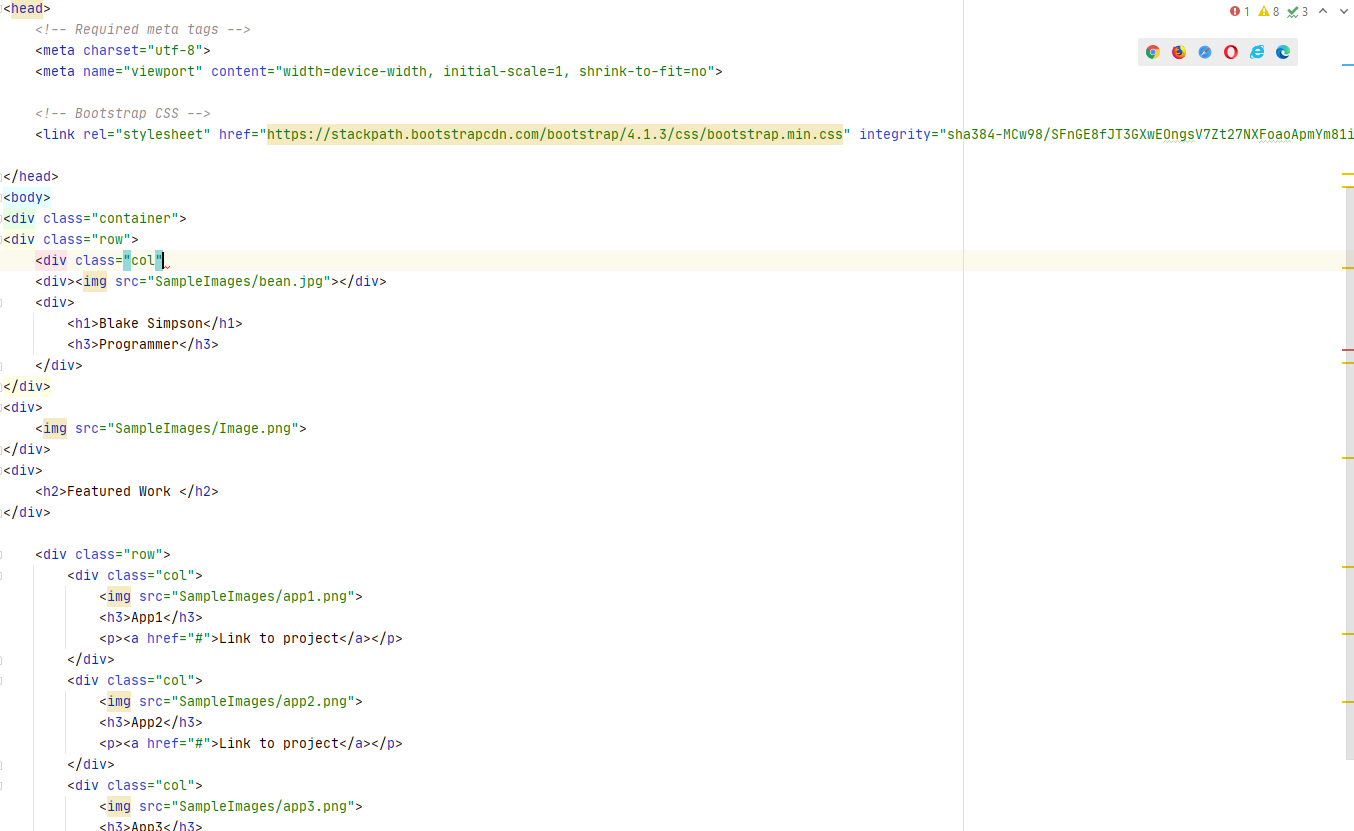 <head>
1 8 3
<!-- Required meta tags -->
<meta charset="utf-8">
<meta name="viewport" content="width=device-width, initial-scale=1, shrink-to-fit=no">
<!-- Bootstrap CSS -->
<link rel="stylesheet" href="https://stackpath.bootstrapcdn.com/bootstrap/4.1.3/css/bootstrap.min.css" integrity="sha384-MCw98/SFnGE8fJT3GXwEOngsV7Zt27NXFoaoApmYm81i
</head>
<body>
<div class="container">
<div class="row">
<div class="col"
<div><img src="SampleImages/bean.jpg"></div>
<div>
<h1>Blake Simpson</h1>
<h3>Programmer</h3>
</div>
</div>
<div>
<img src="SampleImages/Image.png">
</div>
<div>
<h2>Featured Work </h2>
</div>
<div class="row">
<div class="col">
<img src="SampleImages/app1.png">
<h3>App1</h3>
<p><a href="#">Link to project</a></p>
</div>
<div class="col">
<img src="SampleImages/app2.png">
<h3>App2</h3>
<p><a href="#">Link to project</a></p>
</div>
<div class="col">
<img src="SampleImages/app3.png">
<h3>App3</h3>